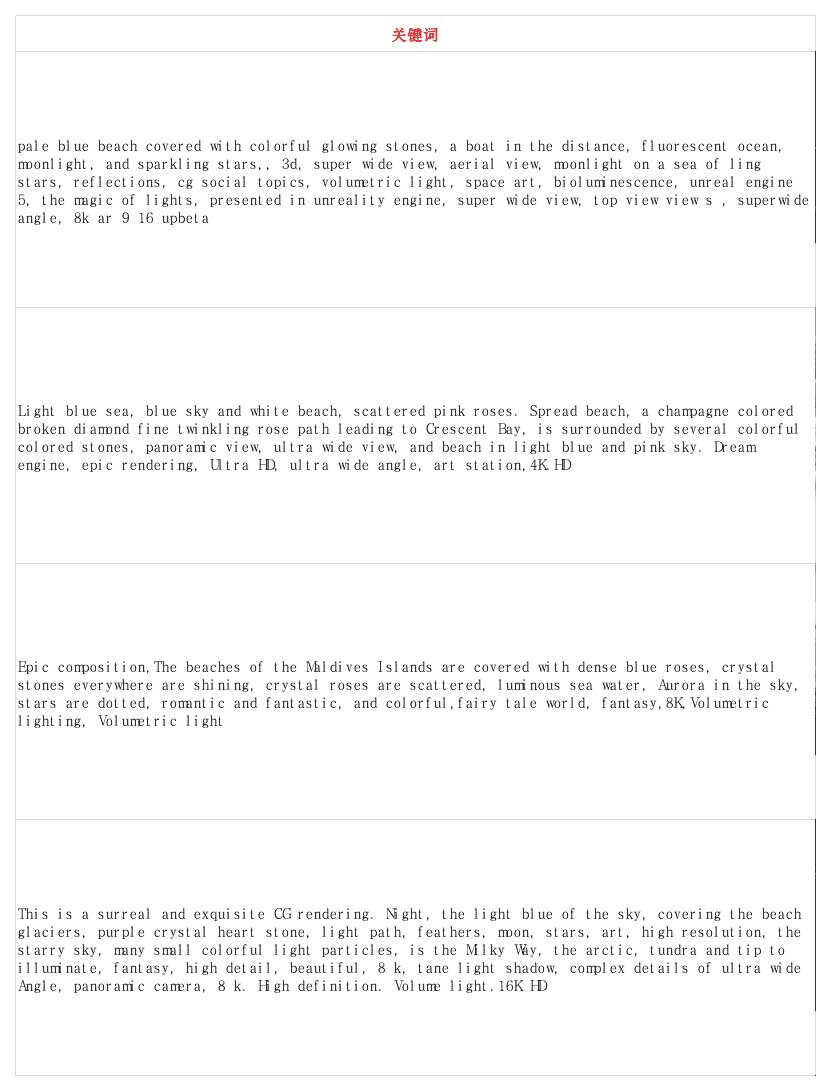 关键词
pale blue beach covered with colorful glowing stones, a boat in the distance, fluorescent ocean,
moonlight, and sparkling stars,, 3d, super wide view, aerial view, moonlight on a sea of ling
stars, reflections, cg social topics, volumetric light, space art, bioluminescence, unreal engine
5, the magic of lights, presented in unreality engine, super wide view, top view view s , superwide
angle, 8k ar 9 16 upbeta
Light blue sea, blue sky and white beach, scattered pink roses. Spread beach, a champagne colored
broken diamond fine twinkling rose path leading to Crescent Bay, is surrounded by several colorful
colored stones, panoramic view, ultra wide view, and beach in light blue and pink sky. Dream
engine, epic rendering, Ultra HD, ultra wide angle, art station,4K.HD
Epic composition,The beaches of the Maldives Islands are covered with dense blue roses, crystal
stones everywhere are shining, crystal roses are scattered, luminous sea water, Aurora in the sky,
stars are dotted, romantic and fantastic, and colorful,fairy tale world, fantasy,8K,Volumetric
lighting, Volumetric light
This is a surreal and exquisite CG rendering. Night, the light blue of the sky, covering the beach
glaciers, purple crystal heart stone, light path, feathers, moon, stars, art, high resolution, the
starry sky, many small colorful light particles, is the Milky Way, the arctic, tundra and tip to
illuminate, fantasy, high detail, beautiful, 8 k, tane light shadow, complex details of ultra wide
Angle, panoramic camera, 8 k. High definition. Volume light.16K HD